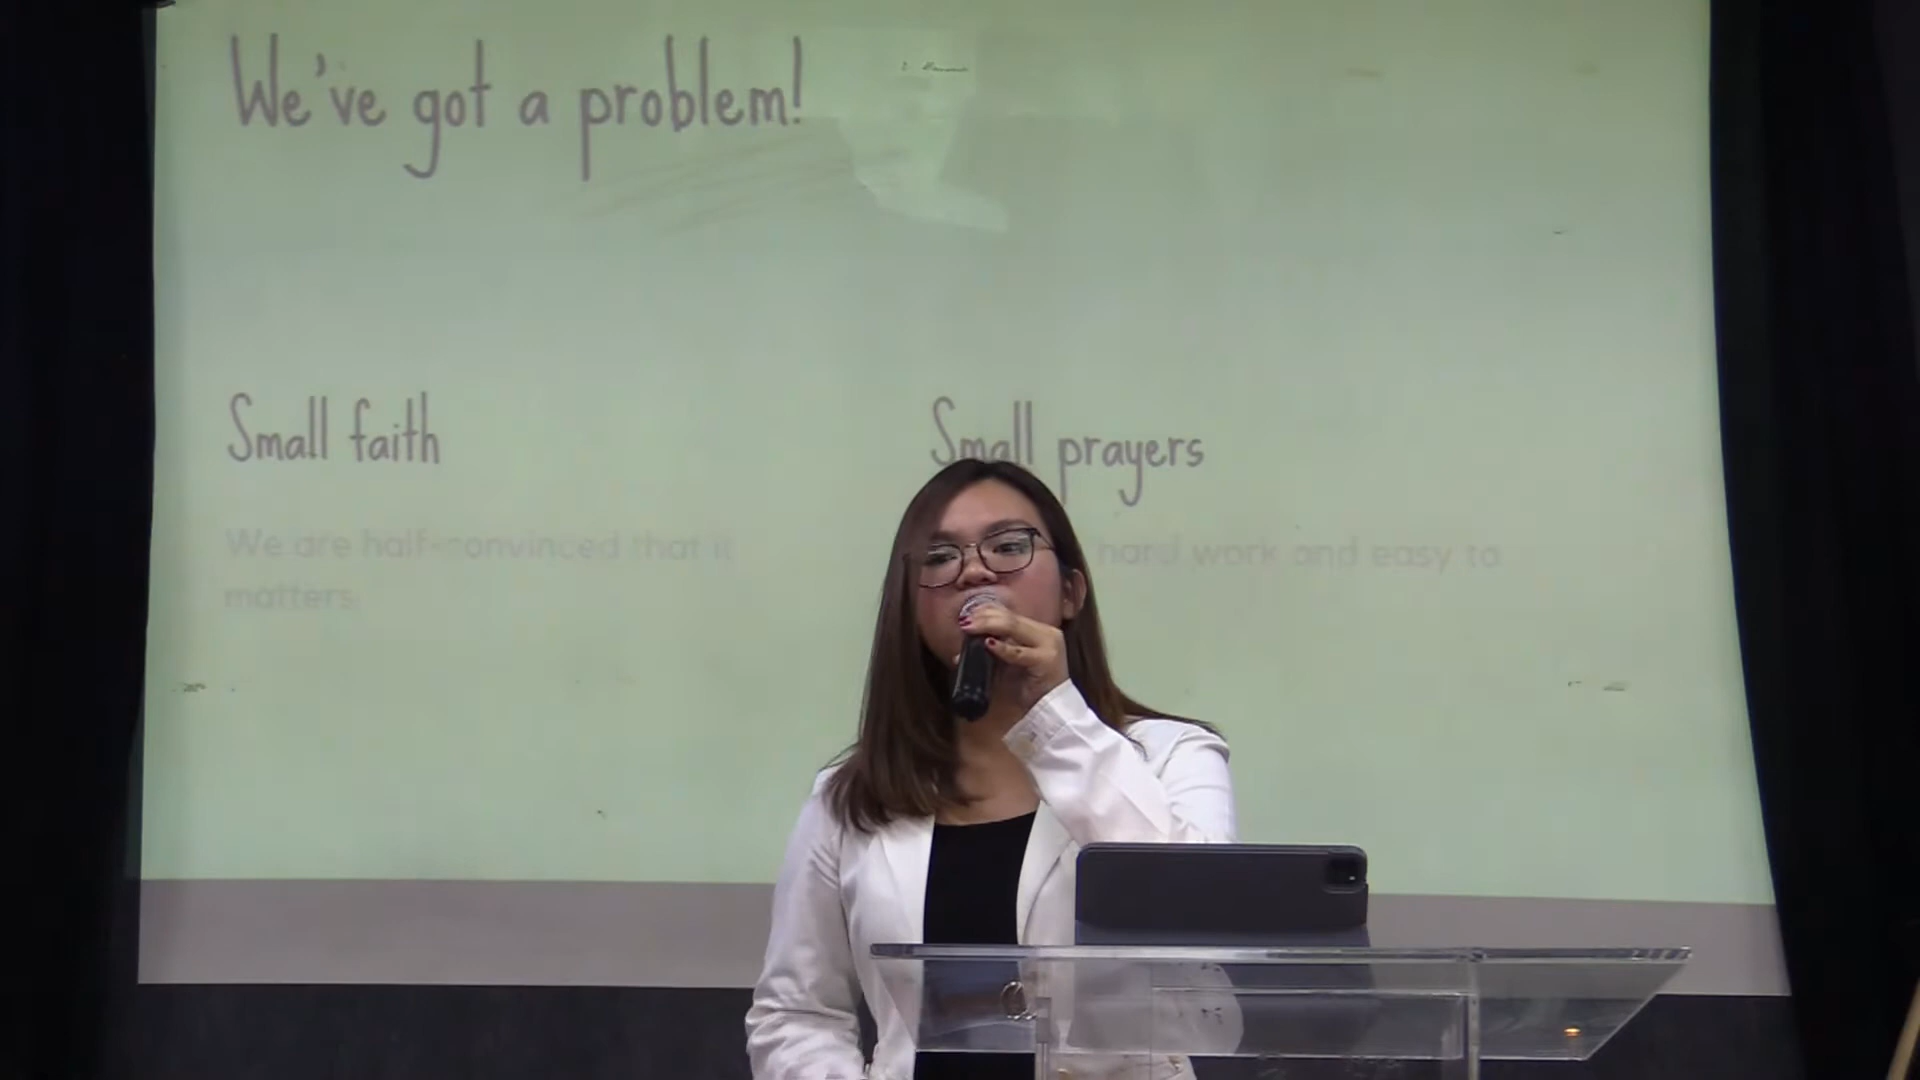 We've got a problem!
Small faith
We are half-convinced that it
matters.
Small prayers
hard work and easy to